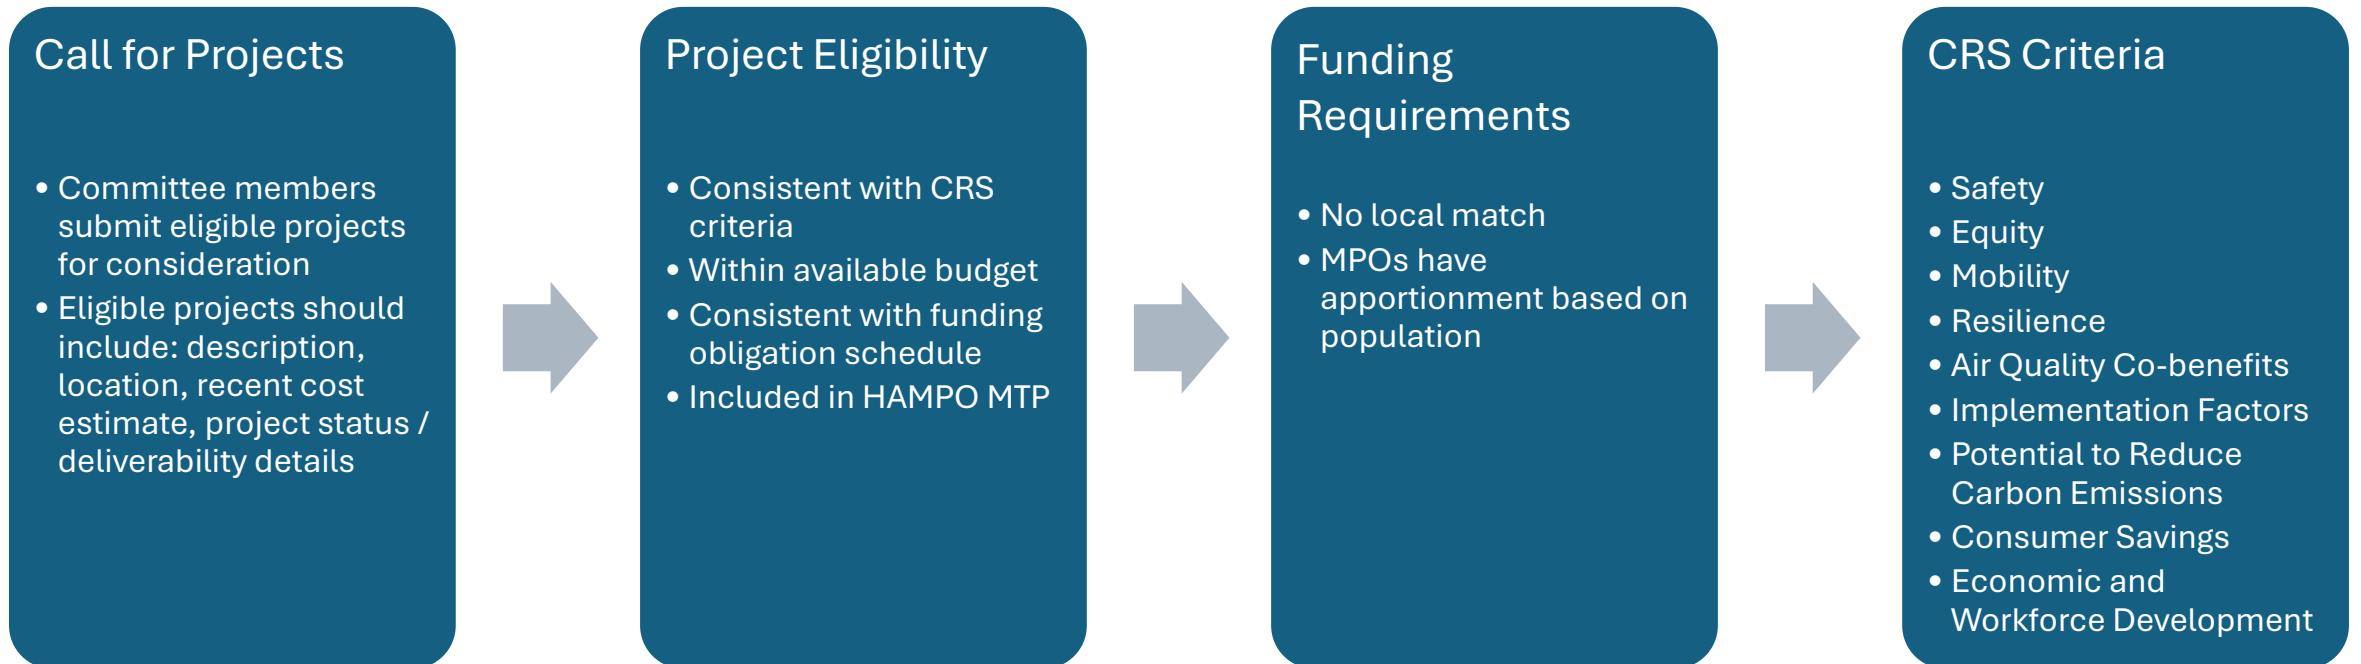 Call for Projects
• Committee members
submit eligible projects
for consideration
• Eligible projects should
include: description,
location, recent cost
estimate, project status /
deliverability details
Project Eligibility
• Consistent with CRS
criteria
• Within available budget
• Consistent with funding
obligation schedule
• Included in HAMPO MTP
Funding
Requirements
• No local match
• MPOs have
apportionment based on
population
CRS Criteria
• Safety
• Equity
• Mobility
• Resilience
• Air Quality Co-benefits
• Implementation Factors
• Potential to Reduce
Carbon Emissions
• Consumer Savings
• Economic and
Workforce Development